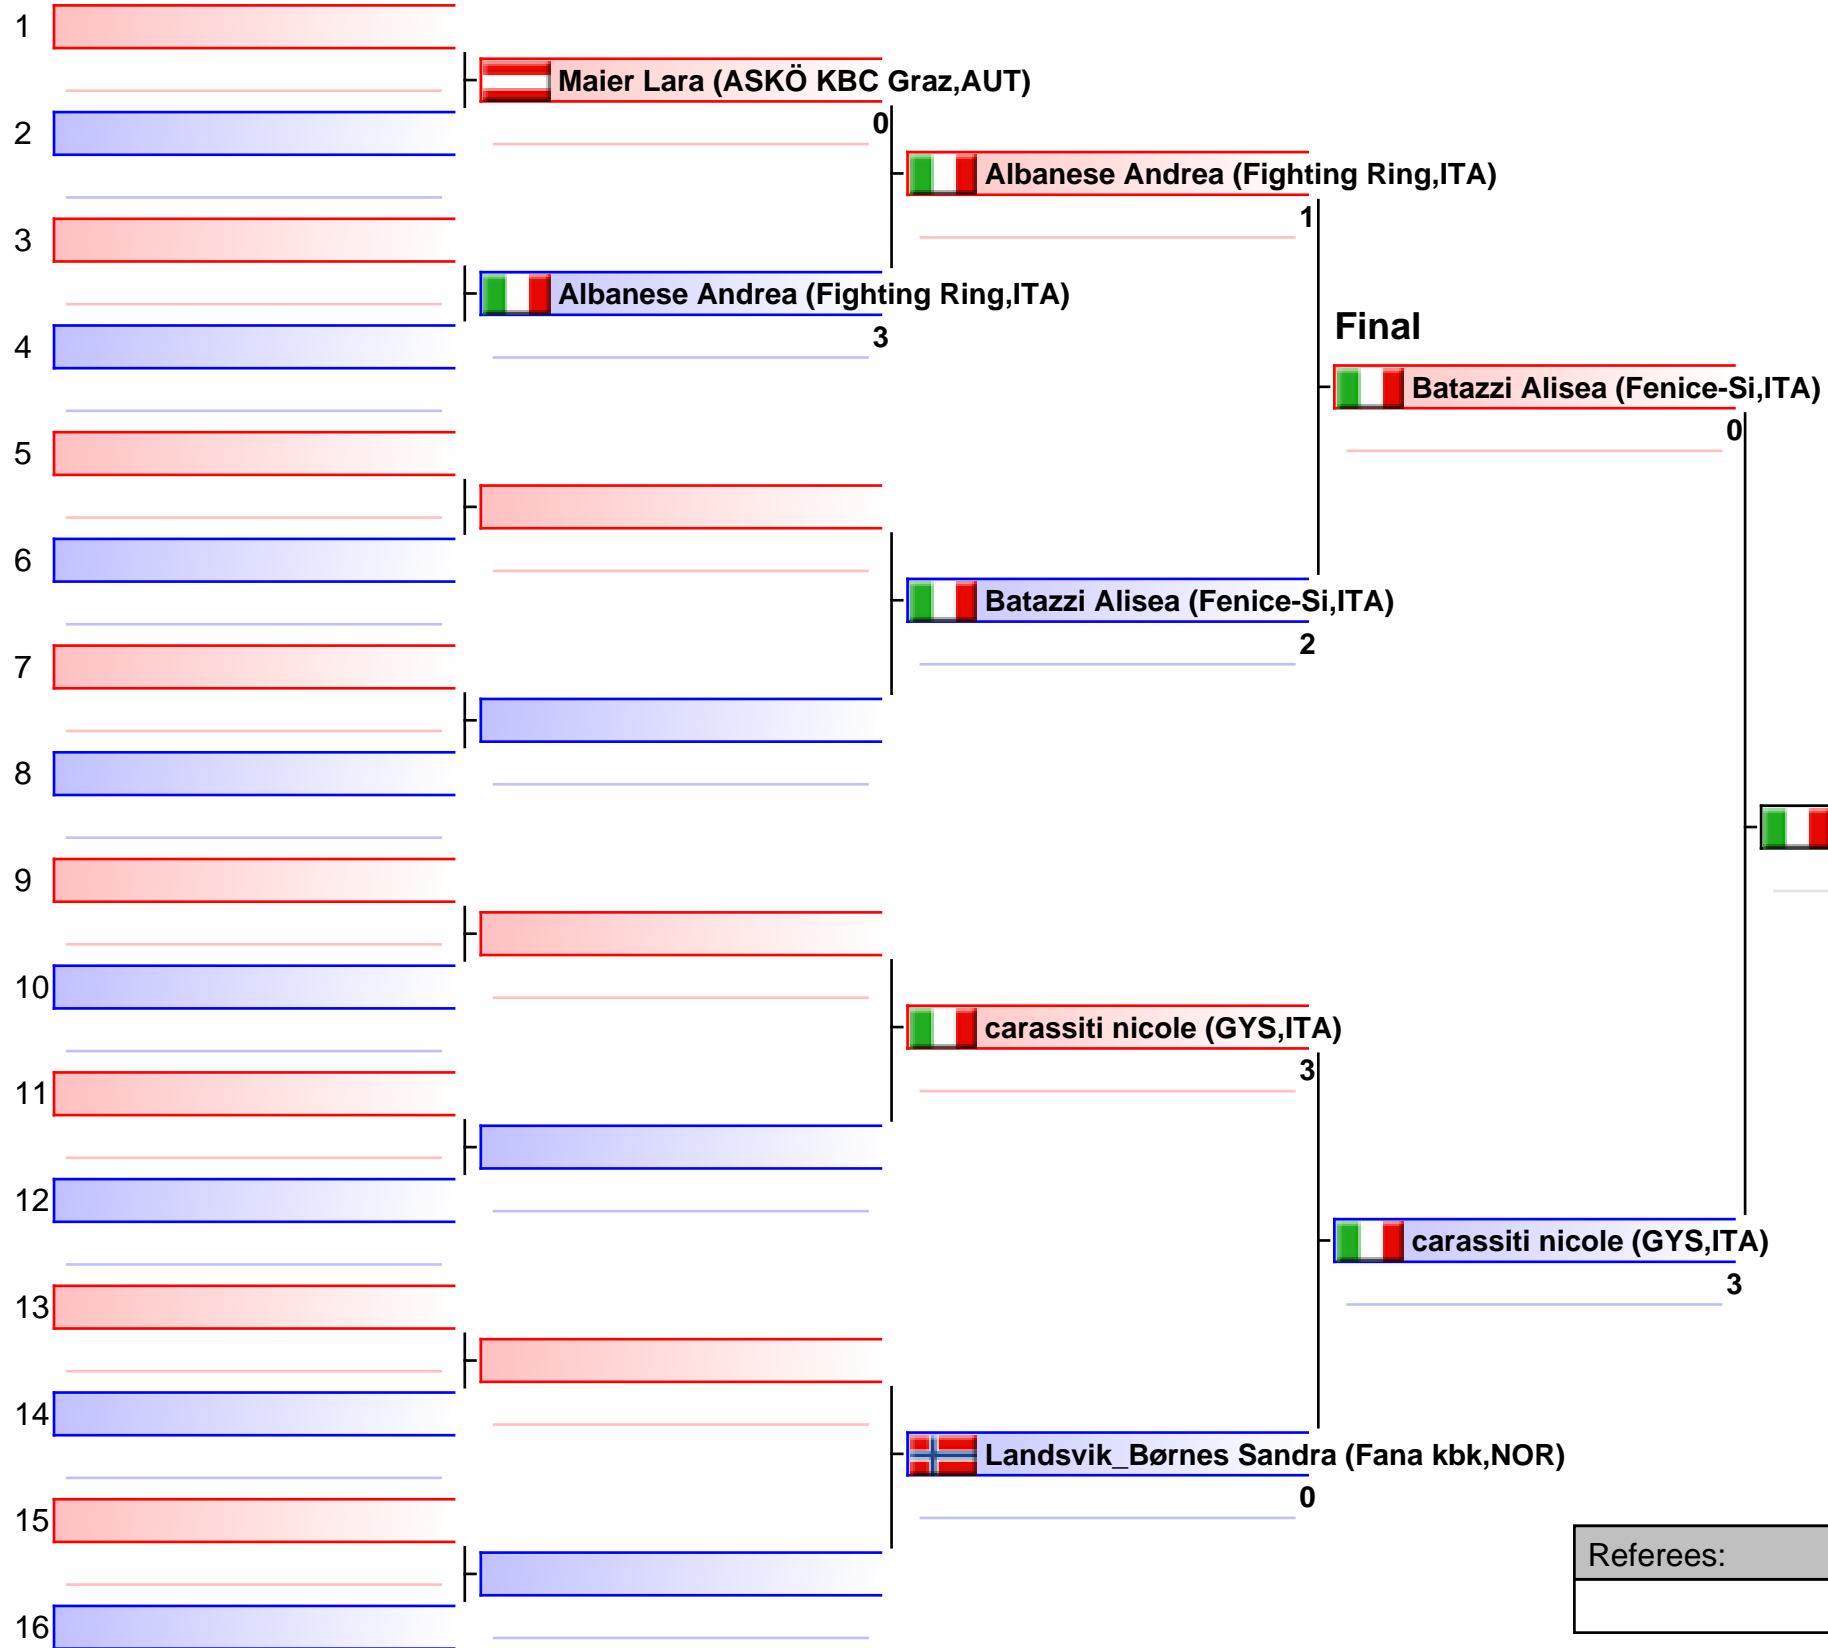 1
Maier Lara (ASKÖ KBC Graz,AUT)
0
2
Albanese Andrea (Fighting Ring,ITA)
1
3
Albanese Andrea (Fighting Ring,ITA)
3
4
Final
Batazzi Alisea (Fenice-Si,ITA)
0
5
6
Batazzi Alisea (Fenice-Si,ITA)
2
7
8
9
10
carassiti nicole (GYS,ITA)
3
11
12
carassiti nicole (GYS,ITA)
3
13
14
Landsvik_Børnes Sandra (Fana kbk,NOR)
0
15
Referees:
16